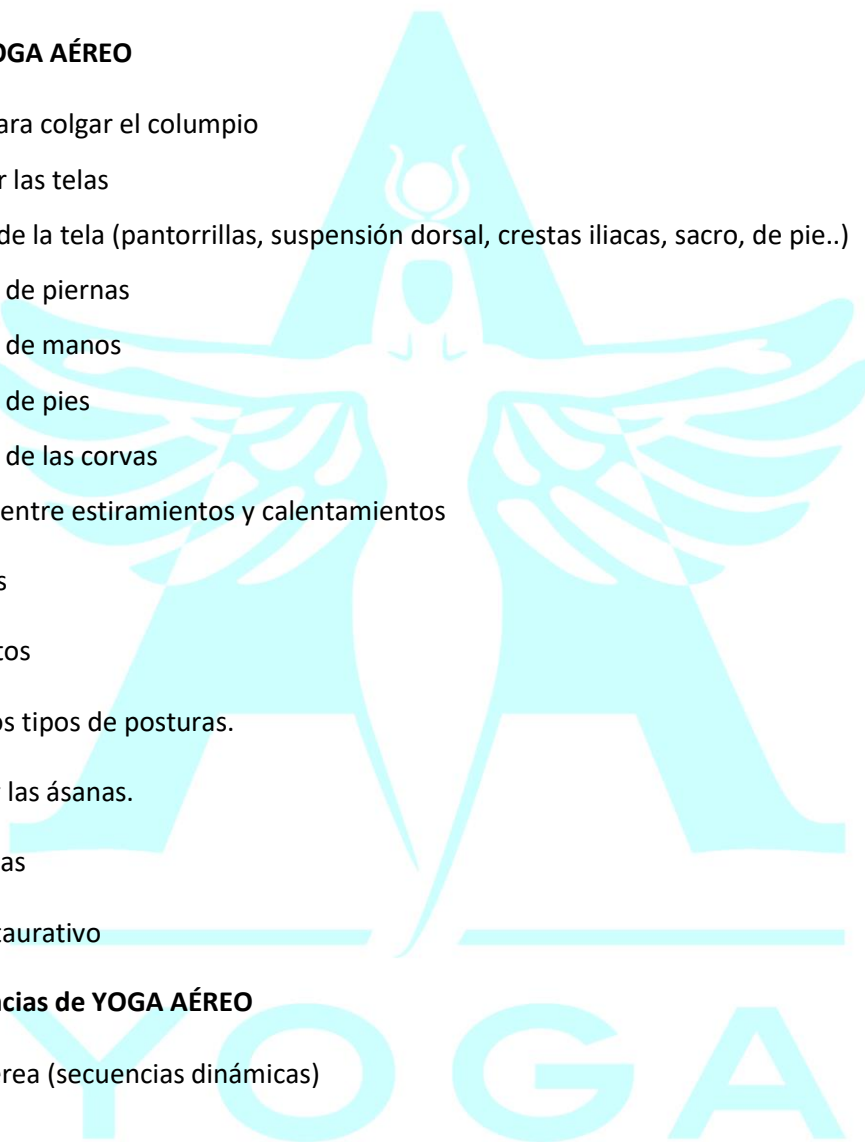 OGA AÉREO
ara colgar el columpio
r las telas
de la tela (pantorrillas, suspensión dorsal, crestas iliacas, sacro, de pie..)
de piernas
de manos
de pies
de las corvas
entre estiramientos y calentamientos
s
tos
os tipos de posturas.
las ásanas.
as
taurativo
cias de YOGA AÉREO
rea (secuencias dinámicas)
YOGA